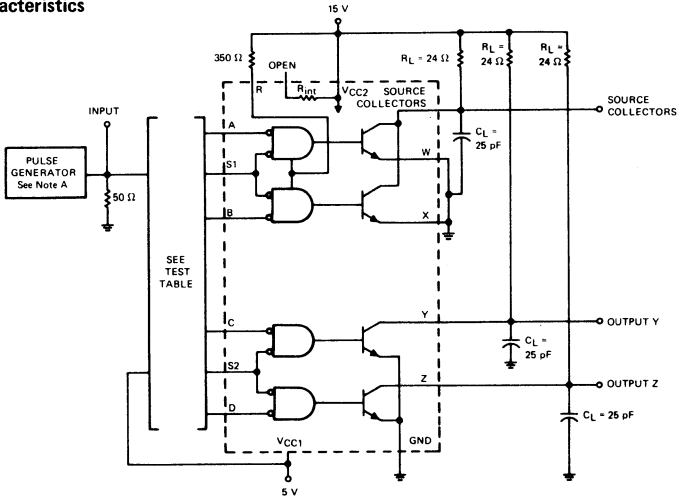 acteristics
15 V
350 Ω
OPEN
Rint
R
VCC2
SOURCE
COLLECTORS
RL = 24 Ω
RL =
24 Ω
RL =
24 Ω
SOURCE
COLLECTORS
INPUT
A
W
CL =
25 pF
PULSE
GENERATOR
See Note A
50 Ω
S1
B
X
SEE
TEST
TABLE
C
Y
OUTPUT Y
CL =
25 pF
S2
Z
OUTPUT Z
D
CL = 25 pF
VCC1
GND
5 V